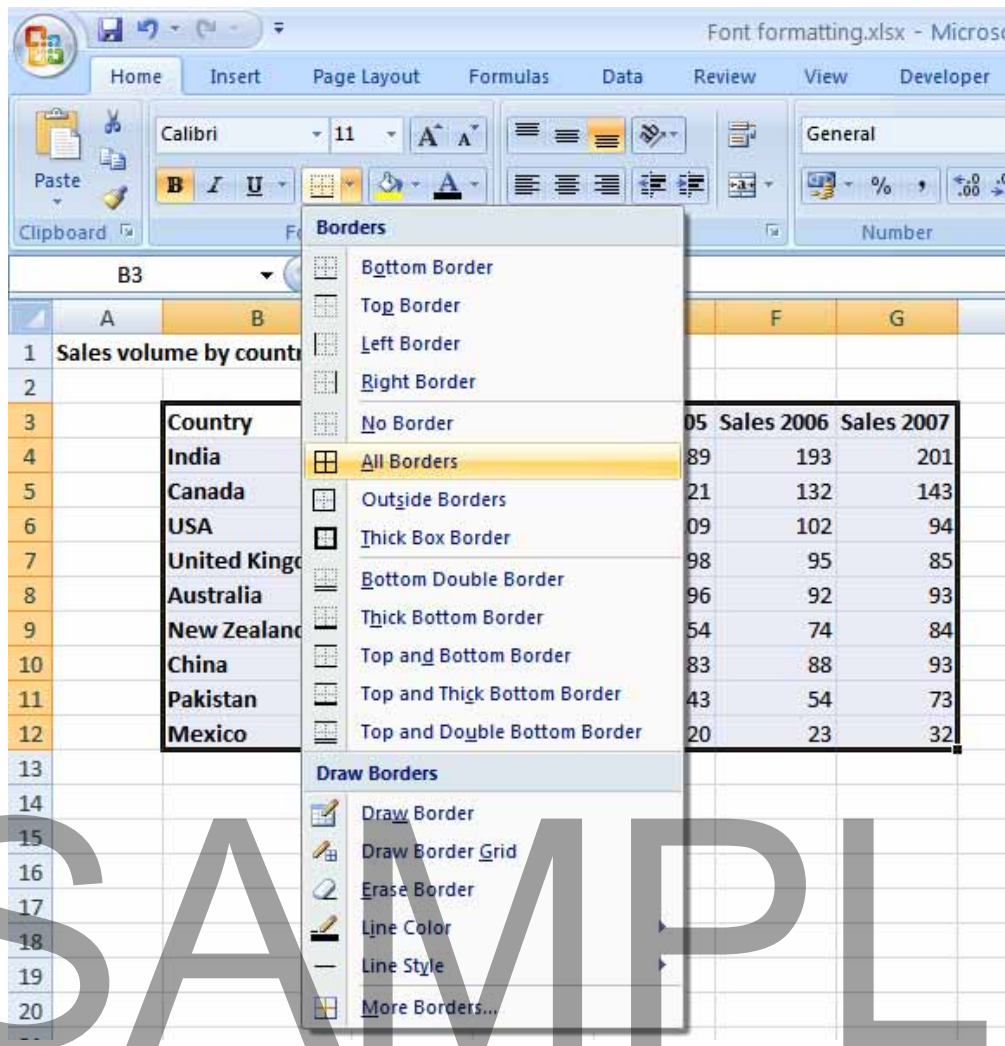 Font formatting.xlsx - Micros
Home Insert Page Layout Formulas Data Review View Developer
Calibri 11 A A General
Paste B I U A % , .00
Clipboard Number
B3
A B F G
1 Sales volume by countr
2
3 Country 05 Sales 2006 Sales 2007
4 India 89 193 201
5 Canada 21 132 143
6 USA 09 102 94
7 United Kingd 98 95 85
8 Australia 96 92 93
9 New Zealand 54 74 84
10 China 83 88 93
11 Pakistan 43 54 73
12 Mexico 20 23 32
13
14
15
16
17
18
19
20
Borders
Bottom Border
Top Border
Left Border
Right Border
No Border
All Borders
Outside Borders
Thick Box Border
Bottom Double Border
Thick Bottom Border
Top and Bottom Border
Top and Thick Bottom Border
Top and Double Bottom Border
Draw Borders
Draw Border
Draw Border Grid
Erase Border
Line Color
Line Style
More Borders...
SAMPL